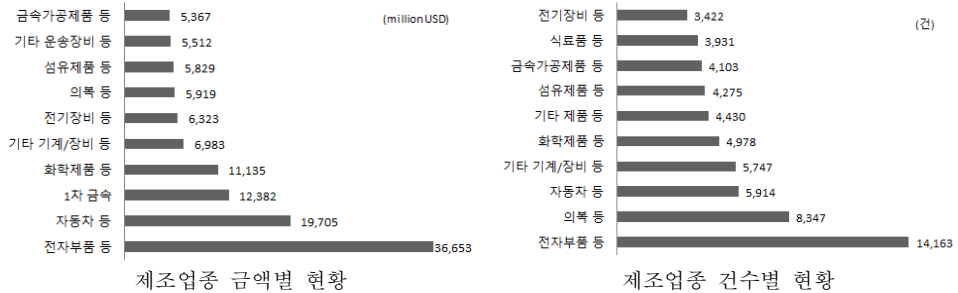 금속가공제품 등 5,367 (million USD)
기타 운송장비 등 5,512
섬유제품 등 5,829
의복 등 5,919
전기장비 등 6,323
기타 기계/장비 등 6,983
화학제품 등 11,135
1차 금속 12,382
자동차 등 19,705
전자부품 등 36,653
제조업종 금액별 현황
전기장비 등 3,422 (건)
식료품 등 3,931
금속가공제품 등 4,103
섬유제품 등 4,275
기타 제품 등 4,430
화학제품 등 4,978
기타 기계/장비 등 5,747
자동차 등 5,914
의복 등 8,347
전자부품 등 14,163
제조업종 건수별 현황